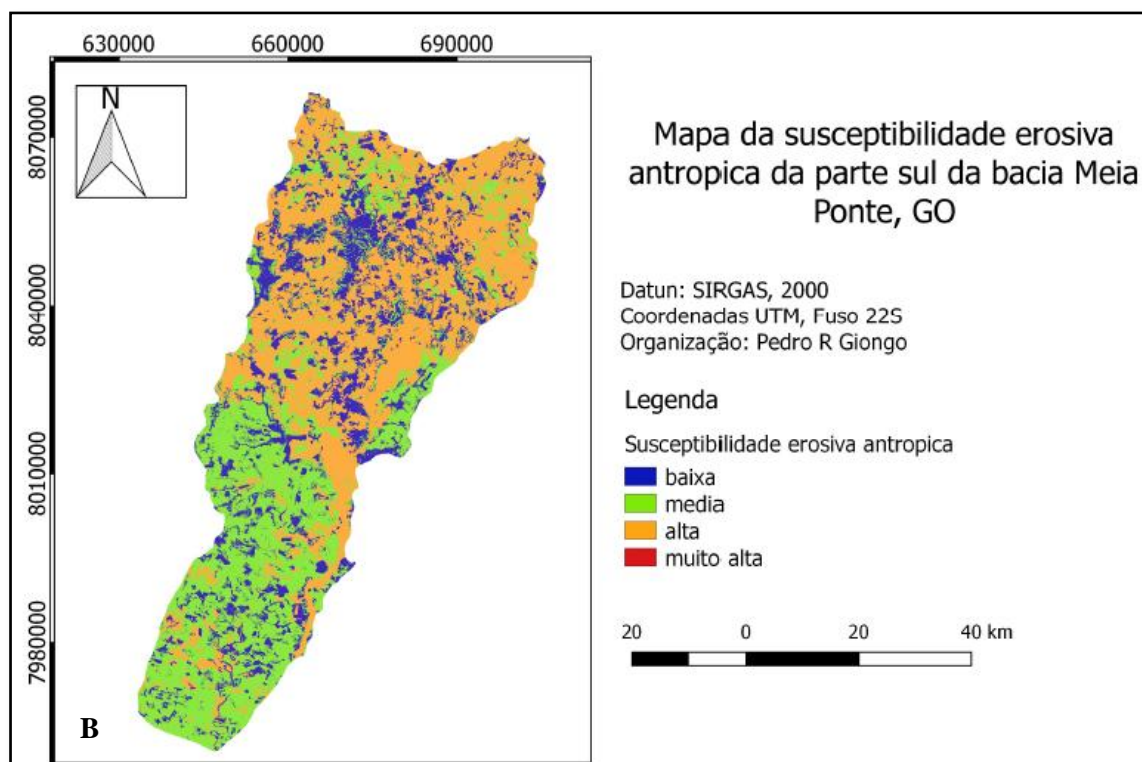 630000 660000 690000
8070000
8040000
8010000
7980000
N
B
Mapa da susceptibilidade erosiva
antropica da parte sul da bacia Meia
Ponte, GO
Datun: SIRGAS, 2000
Coordenadas UTM, Fuso 22S
Organização: Pedro R Giongo
Legenda
Susceptibilidade erosiva antropica
baixa
media
alta
muito alta
20 0 20 40 km